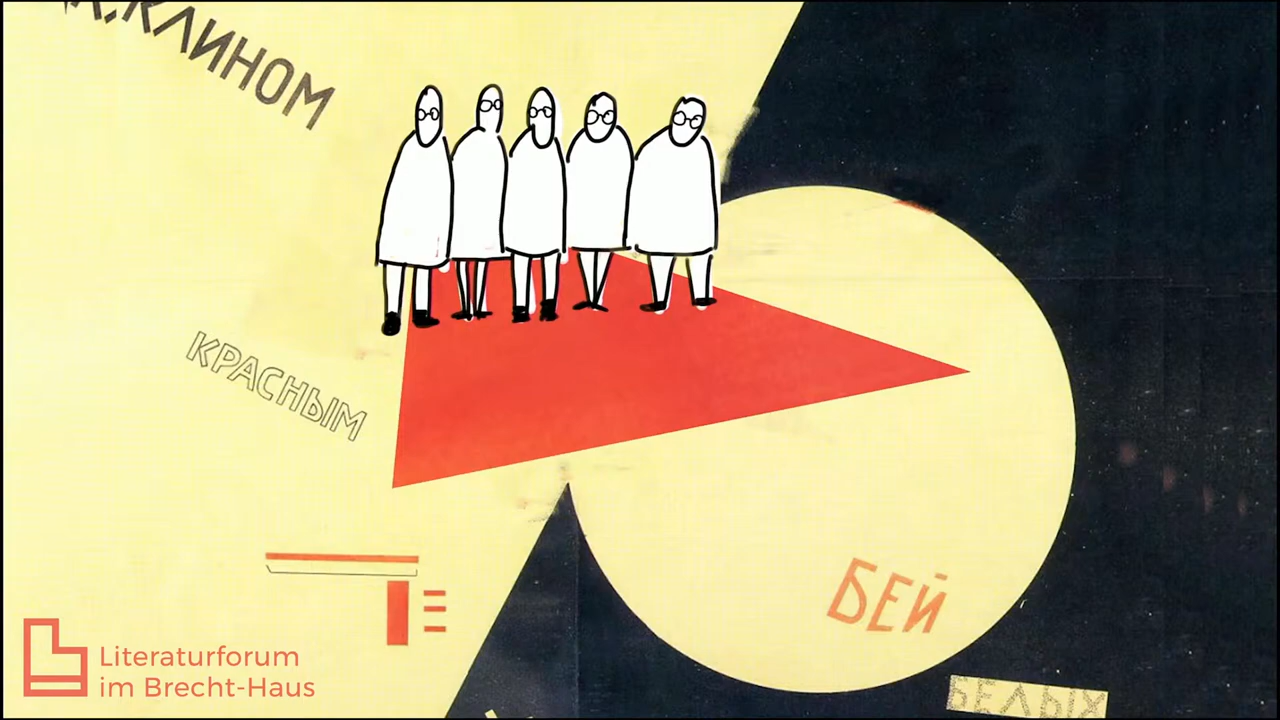 КЛИНОМ
КРАСНЫМ
БЕЙ
БЕЛЫХ
Literaturforum
im Brecht-Haus